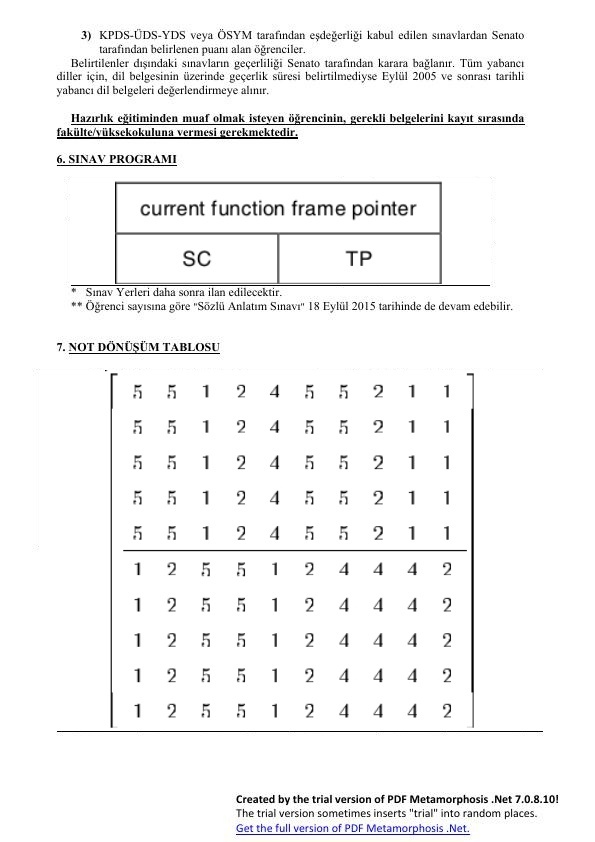 3) KPDS-ÜDS-YDS veya ÖSYM tarafından eşdeğerliği kabul edilen sınavlardan Senato
tarafından belirlenen puanı alan öğrenciler.
Belirtilenler dışındaki sınavların geçerliliği Senato tarafından karara bağlanır. Tüm yabancı
diller için, dil belgesinin üzerinde geçerlik süresi belirtilmediyse Eylül 2005 ve sonrası tarihli
yabancı dil belgeleri değerlendirmeye alınır.
Hazırlık eğitiminden muaf olmak isteyen öğrencinin, gerekli belgelerini kayıt sırasında
fakülte/yüksekokuluna vermesi gerekmektedir.
6. SINAV PROGRAMI
current function frame pointer
SC TP
* Sınav Yerleri daha sonra ilan edilecektir.
** Öğrenci sayısına göre "Sözlü Anlatım Sınavı" 18 Eylül 2015 tarihinde de devam edebilir.
7. NOT DÖNÜŞÜM TABLOSU
5 5 1 2 4 5 5 2 1 1
5 5 1 2 4 5 5 2 1 1
5 5 1 2 4 5 5 2 1 1
5 5 1 2 4 5 5 2 1 1
5 5 1 2 4 5 5 2 1 1
1 2 5 5 1 2 4 4 4 2
1 2 5 5 1 2 4 4 4 2
1 2 5 5 1 2 4 4 4 2
1 2 5 5 1 2 4 4 4 2
1 2 5 5 1 2 4 4 4 2
Created by the trial version of PDF Metamorphosis .Net 7.0.8.10!
The trial version sometimes inserts "trial" into random places.
Get the full version of PDF Metamorphosis .Net.